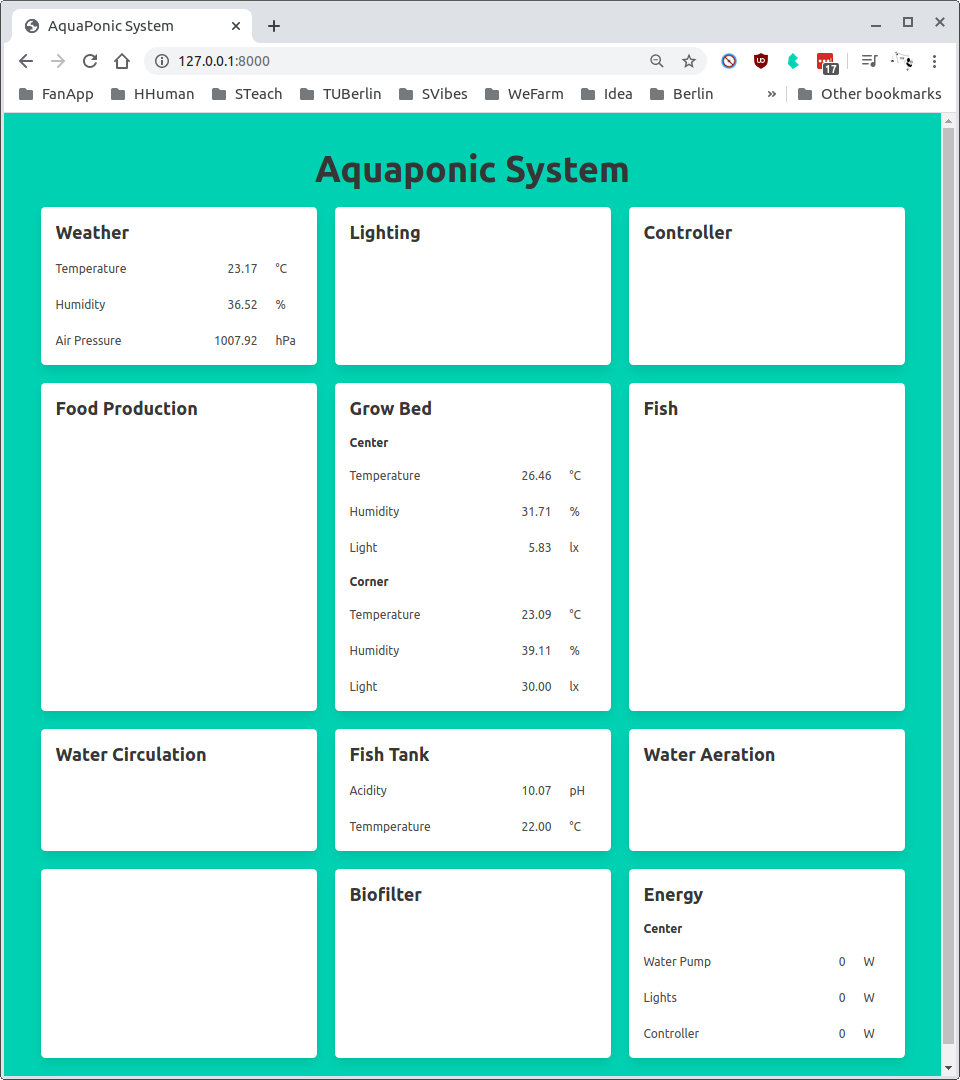 AquaPonic System
127.0.0.1:8000
17
FanApp HHuman STeach TUBerlin SVibes WeFarm Idea Berlin » Other bookmarks
Aquaponic System
Weather
Temperature 23.17 °C
Humidity 36.52 %
Air Pressure 1007.92 hPa
Lighting
Controller
Food Production
Grow Bed
Center
Temperature 26.46 °C
Humidity 31.71 %
Light 5.83 lx
Corner
Temperature 23.09 °C
Humidity 39.11 %
Light 30.00 lx
Fish
Water Circulation
Fish Tank
Acidity 10.07 pH
Temmperature 22.00 °C
Water Aeration
Biofilter
Energy
Center
Water Pump 0 W
Lights 0 W
Controller 0 W